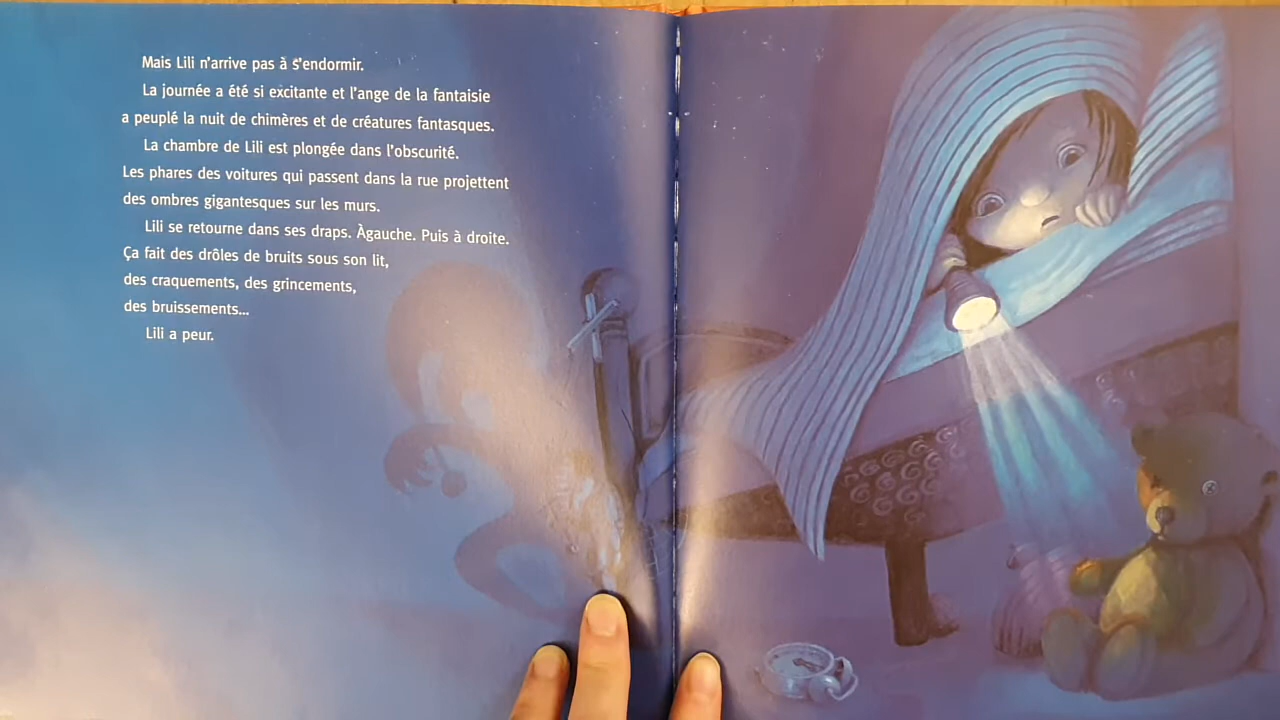 Mais Lili n'arrive pas à s'endormir.
La journée a été si excitante et l'ange de la fantaisie
a peuplé la nuit de chimères et de créatures fantasques.
La chambre de Lili est plongée dans l'obscurité.
Les phares des voitures qui passent dans la rue projettent
des ombres gigantesques sur les murs.
Lili se retourne dans ses draps. Àgauche. Puis à droite.
Ça fait des drôles de bruits sous son lit,
des craquements, des grincements,
des bruissements...
Lili a peur.